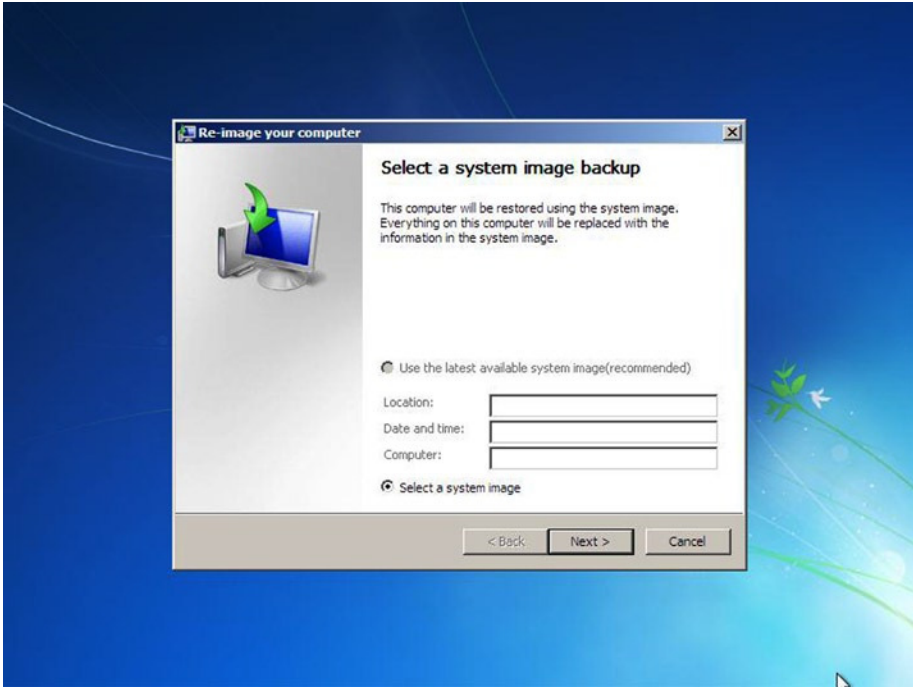 Re-image your computer
Select a system image backup
This computer will be restored using the system image.
Everything on this computer will be replaced with the
information in the system image.
Use the latest available system image(recommended)
Location:
Date and time:
Computer:
Select a system image
< Back
Next >
Cancel